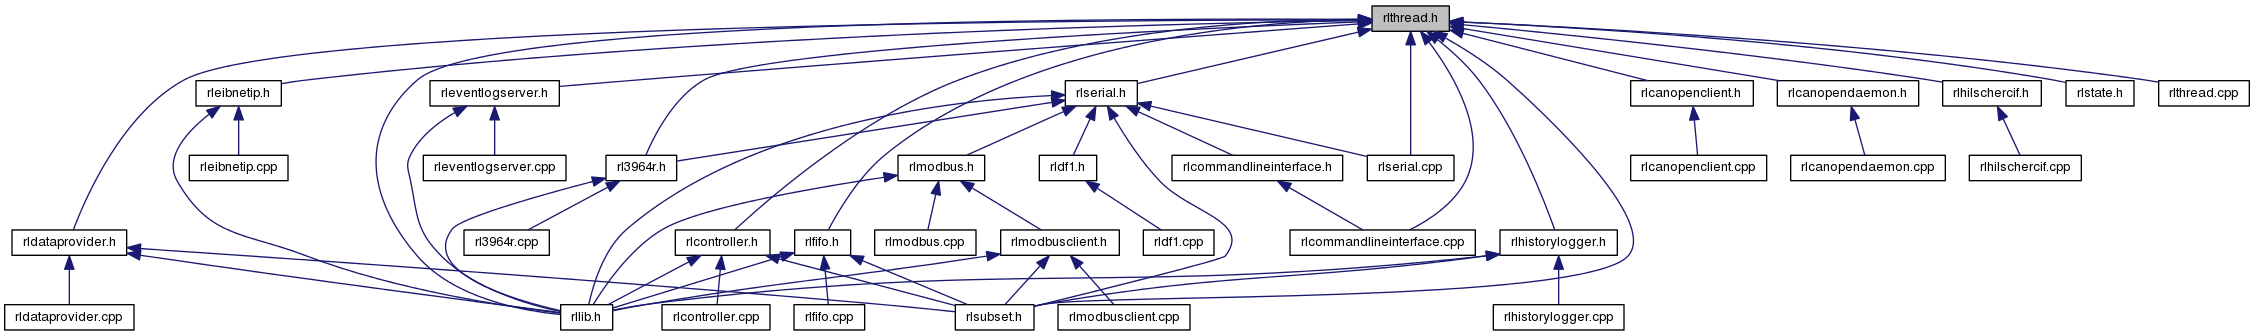 rlthread.h
rleibnetip.h
rleventlogserver.h
rlserial.h
rlcanopenclient.h
rlcanopendaemon.h
rlhilschercif.h
rlstate.h
rlthread.cpp
rleibnetip.cpp
rleventlogserver.cpp
rl3964r.h
rlmodbus.h
rldf1.h
rlcommandlineinterface.h
rlserial.cpp
rlcanopenclient.cpp
rlcanopendaemon.cpp
rlhilschercif.cpp
rldataprovider.h
rl3964r.cpp
rlcontroller.h
rlfifo.h
rlmodbus.cpp
rlmodbusclient.h
rldf1.cpp
rlcommandlineinterface.cpp
rlhistorylogger.h
rldataprovider.cpp
rllib.h
rlcontroller.cpp
rlfifo.cpp
rlsubset.h
rlmodbusclient.cpp
rlhistorylogger.cpp